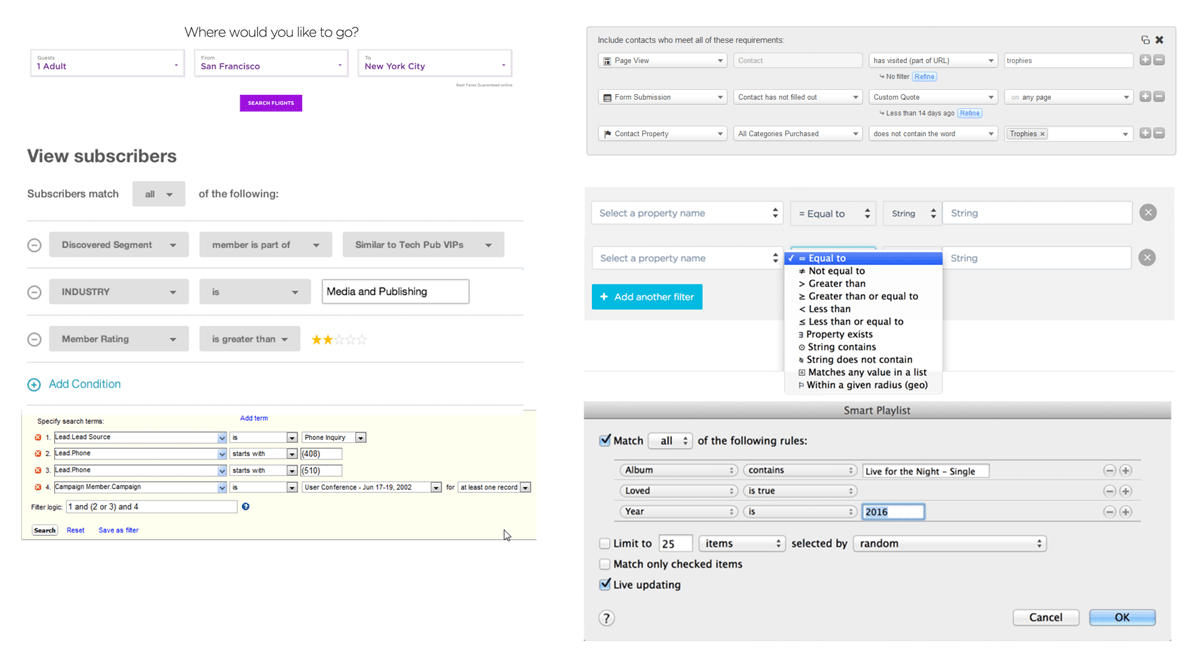 Where would you like to go?
Guests From To
1 Adult San Francisco New York City
Best Fares Guaranteed online
SEARCH FLIGHTS
View subscribers
Subscribers match all of the following:
Discovered Segment member is part of Similar to Tech Pub VIPs
INDUSTRY is Media and Publishing
Member Rating is greater than
Add Condition
Add term
Specify search terms:
1. Lead.Lead Source is Phone Inquiry
2. Lead.Phone starts with (408)
3. Lead.Phone starts with (510)
4. Campaign Member.Campaign is User Conference - Jun 17-19, 2002 for at least one record
Filter logic: 1 and (2 or 3) and 4 ?
Search Reset Save as filter
Include contacts who meet all of these requirements:
Page View Contact has visited (part of URL) trophies
No filter Refine
Form Submission Contact has not filled out Custom Quote on any page
Less than 14 days ago Refine
Contact Property All Categories Purchased does not contain the word Trophies ×
Select a property name = Equal to String String
Select a property name String
✓ = Equal to
≠ Not equal to
> Greater than
≥ Greater than or equal to
< Less than
≤ Less than or equal to
∃ Property exists
⊙ String contains
String does not contain
Matches any value in a list
Within a given radius (geo)
+ Add another filter
Smart Playlist
Match all of the following rules:
Album contains Live for the Night – Single
Loved is true
Year is 2016
Limit to 25 items selected by random
Match only checked items
Live updating
? Cancel OK